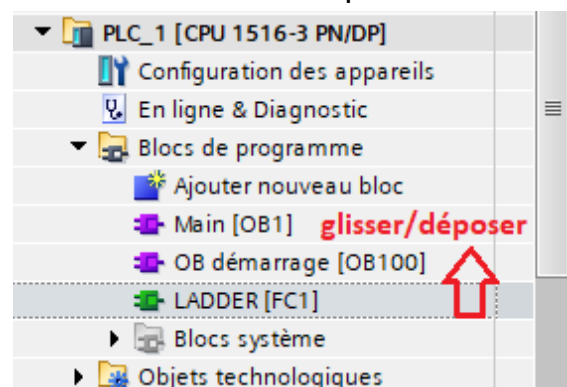 PLC_1 [CPU 1516-3 PN/DP]
Configuration des appareils
En ligne & Diagnostic
Blocs de programme
Ajouter nouveau bloc
Main [OB1] glisser/déposer
OB démarrage [OB100]
LADDER [FC1]
Blocs système
Objets technologiques